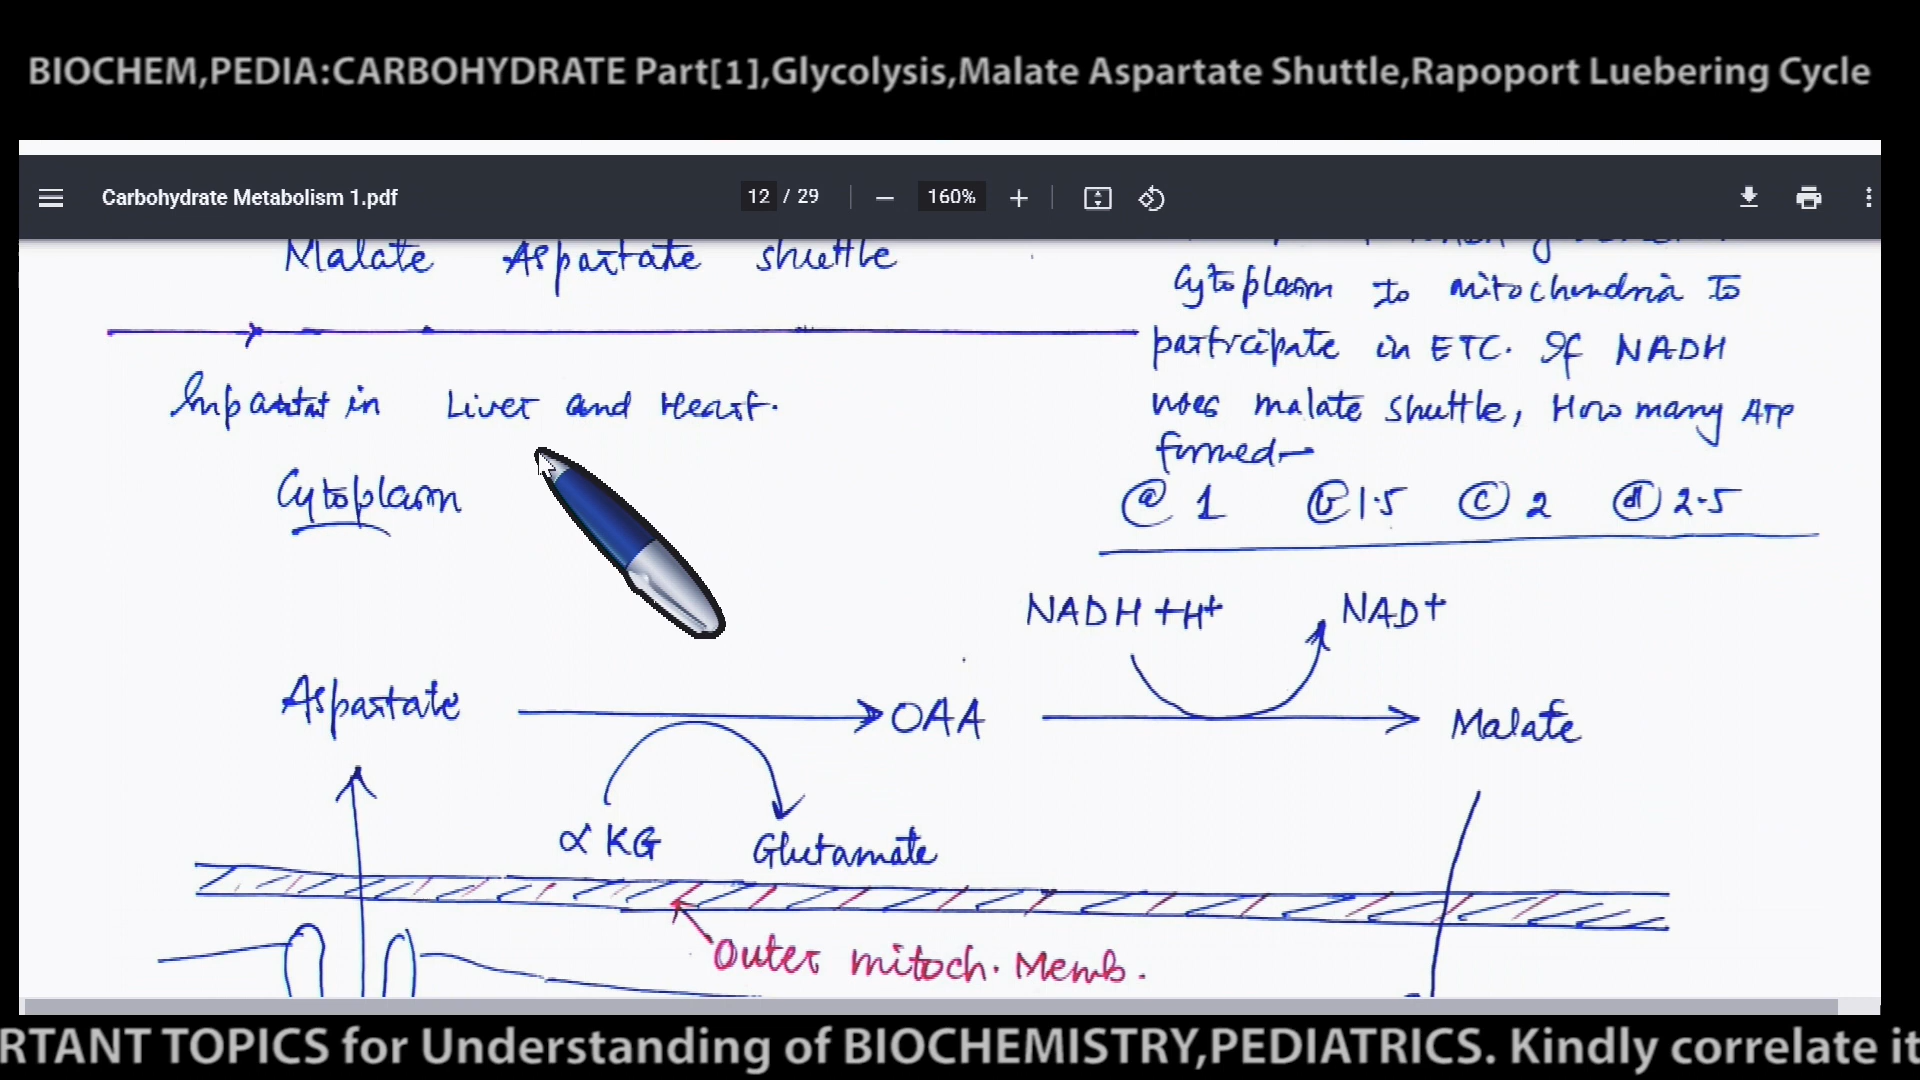 BIOCHEM,PEDIA:CARBOHYDRATE Part[1],Glycolysis,Malate Aspartate Shuttle,Rapoport Luebering Cycle
Carbohydrate Metabolism 1.pdf
12 / 29
160%
Malate Aspartate shuttle
Cytoplasm to mitochondria to
participate in ETC. If NADH
uses malate shuttle, How many ATP
formed—
ⓐ 1 ⓑ 1.5 ⓒ 2 ⓓ 2.5
in Liver and Heart.
Cytoplasm
NADH + H+
NAD+
Aspartate
OAA
Malate
α KG
Glutamate
Outer mitoch. Memb.
RTANT TOPICS for Understanding of BIOCHEMISTRY,PEDIATRICS. Kindly correlate it